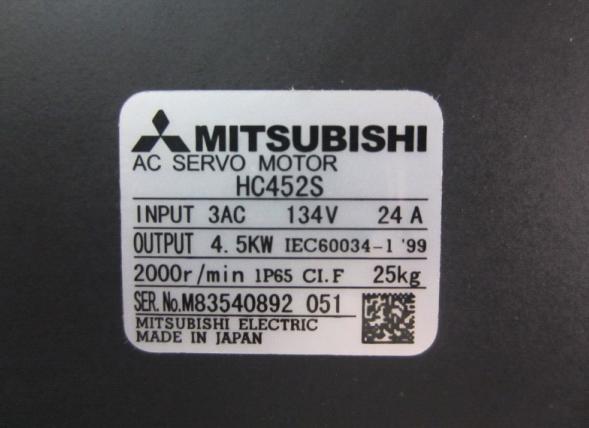 MITSUBISHI
AC SERVO MOTOR
HC452S
INPUT 3AC 134V 24 A
OUTPUT 4.5KW IEC60034-1 '99
2000r/min IP65 CI.F 25kg
SER.No.M83540892 051
MITSUBISHI ELECTRIC
MADE IN JAPAN